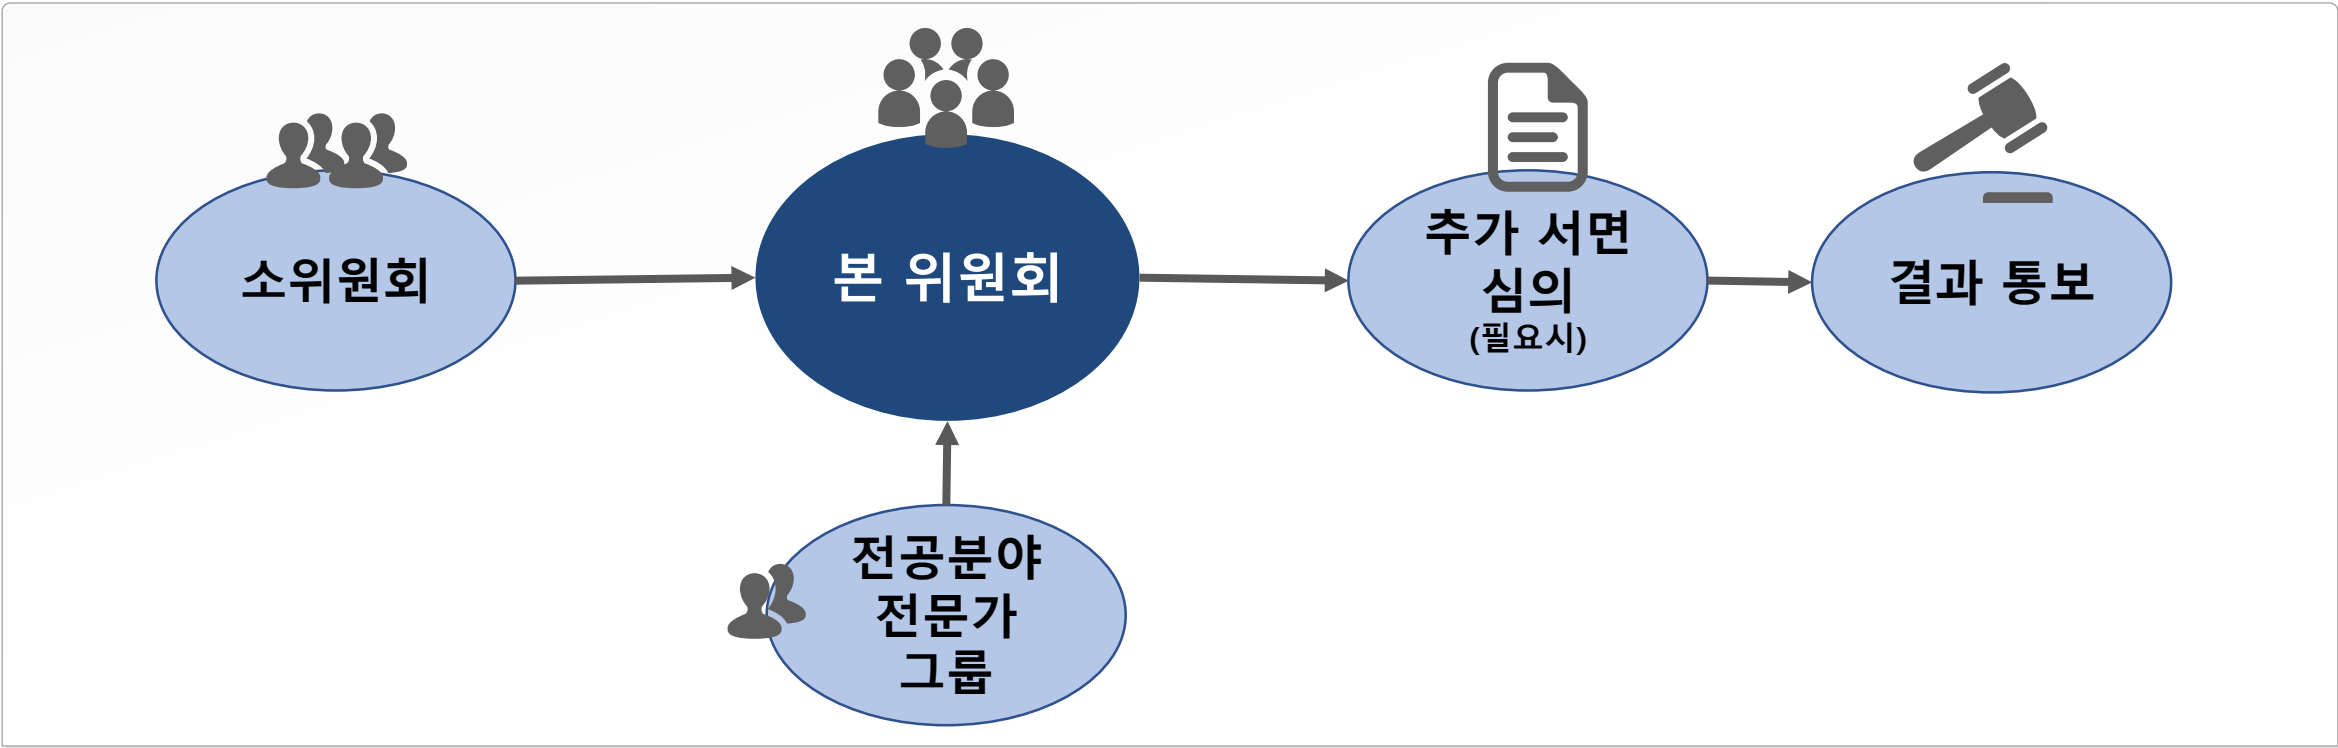 소위원회
본 위원회
추가 서면
심의
(필요시)
결과 통보
전공분야
전문가
그룹